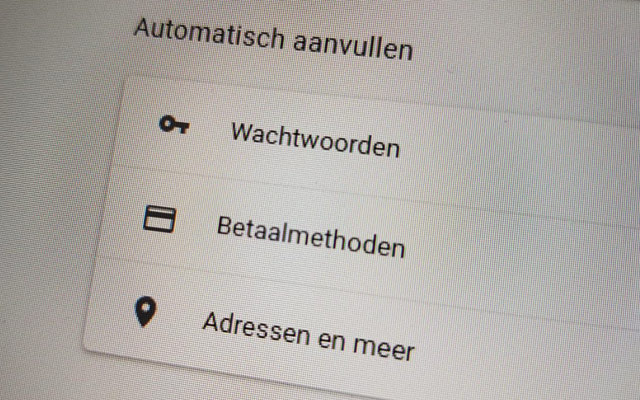 Automatisch aanvullen
Wachtwoorden
Betaalmethoden
Adressen en meer